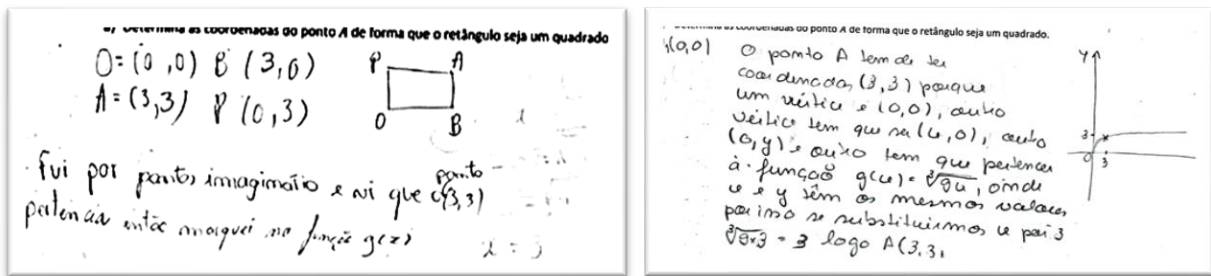 a) Determina as coordenadas do ponto A de forma que o retângulo seja um quadrado
O=(0,0) B(3,0)
A=(3,3) P(0,3)
P A
O B
Fui por pontos imaginário e vi que o ponto (3,3)
pertencia então marquei na função g(x)
Determina as coordenadas do ponto A de forma que o retângulo seja um quadrado.
(0,0) O ponto A tem de ter
coordenadas (3,3) porque
um vértice é (0,0), outro
vértice tem que ser (x,0), outro
(0,y) e outro tem que pertencer
à função g(x)=∛9x, onde
x e y têm os mesmos valores
por isso se substituirmos x por 3
∛9×3 = 3 logo A(3,3)
y
3
0 3